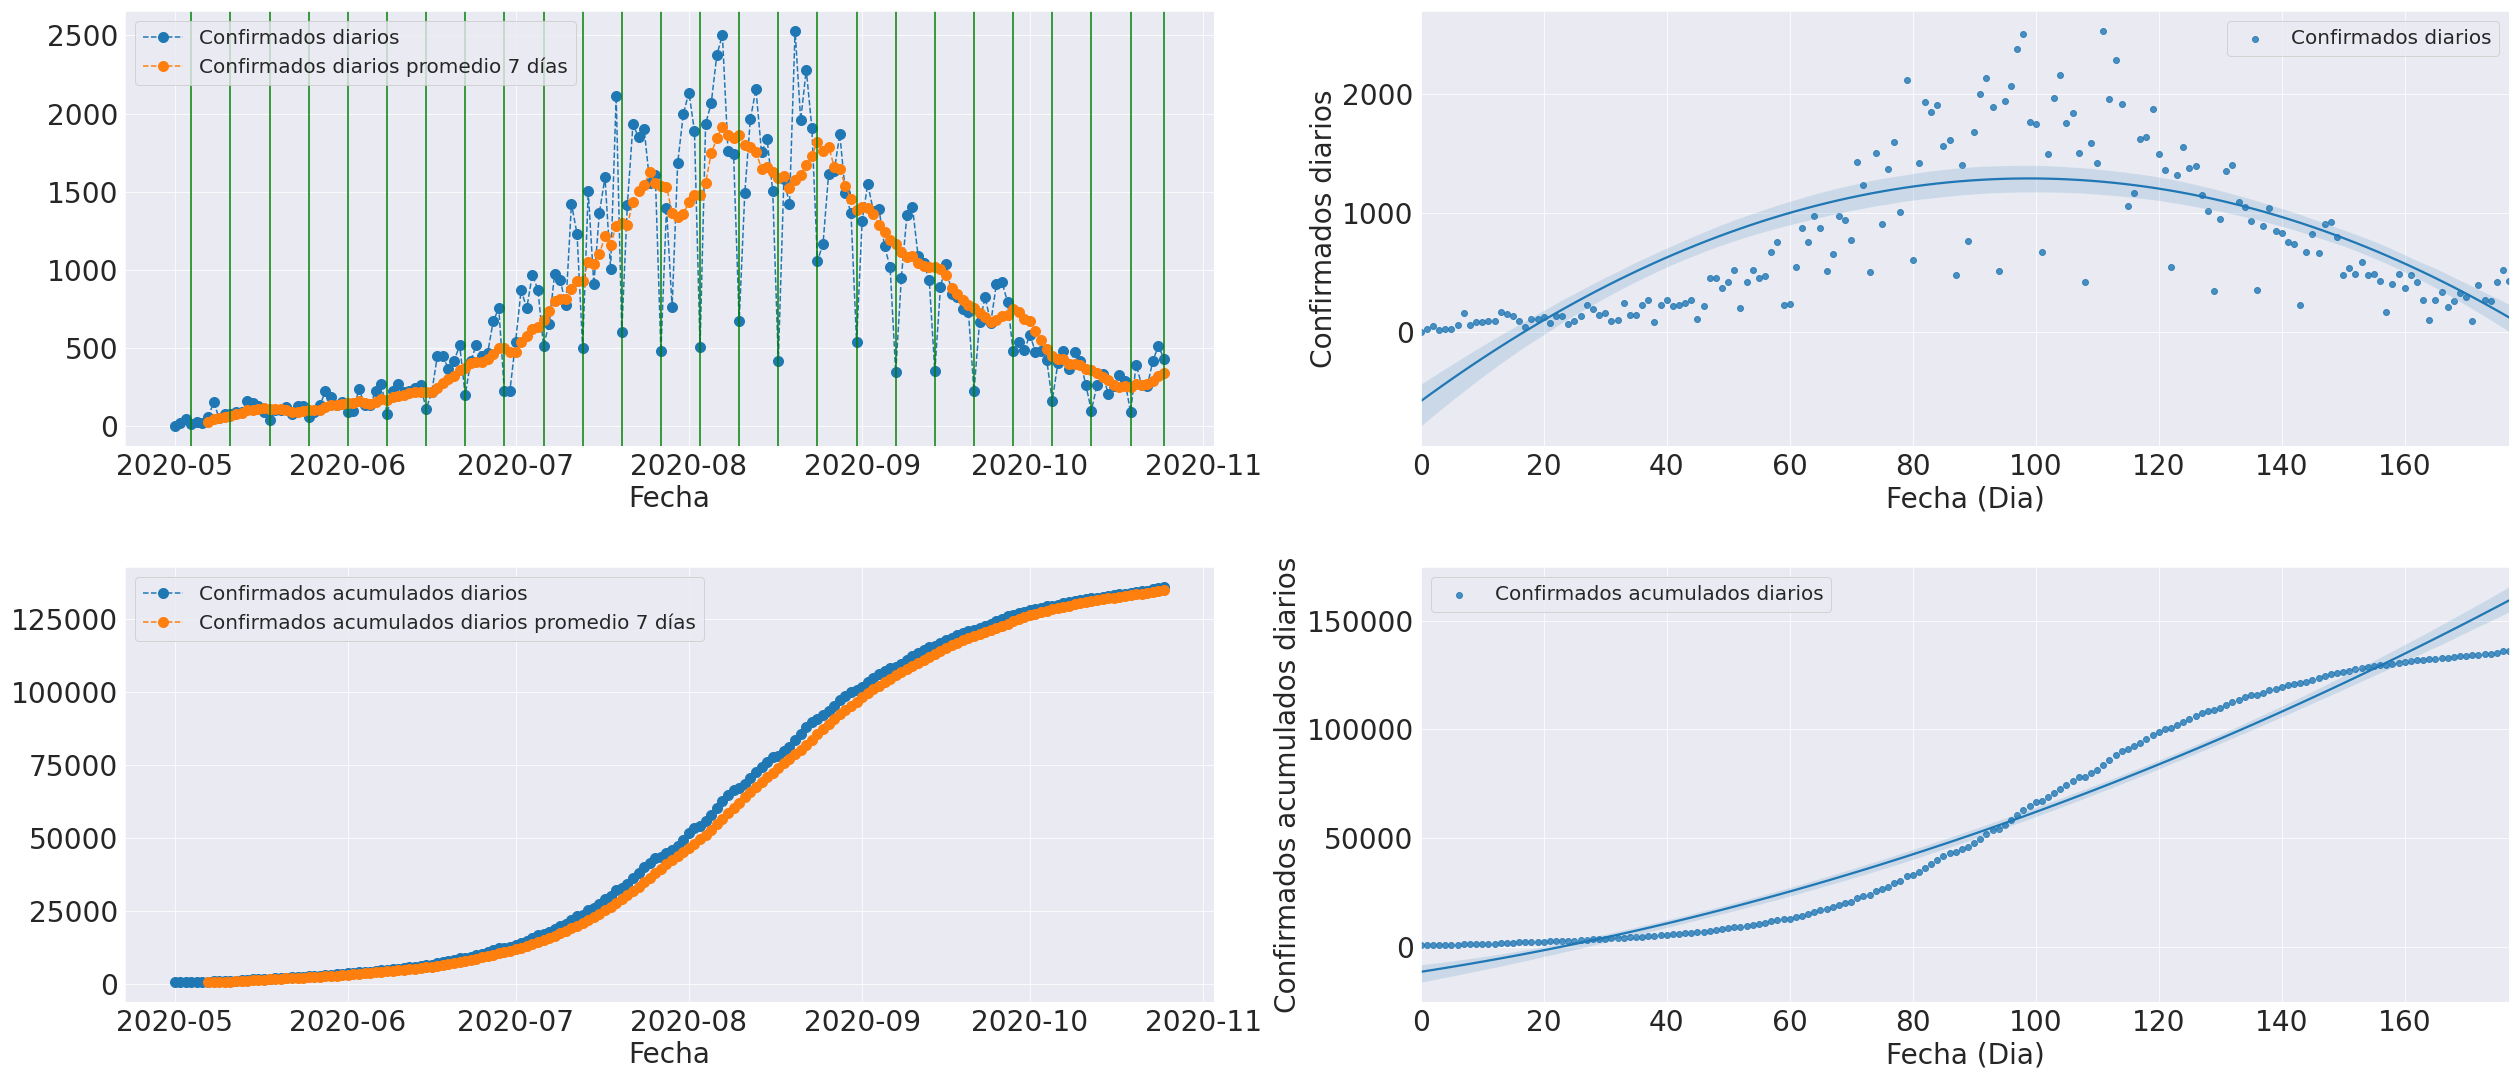 Confirmados diarios
Confirmados diarios promedio 7 días
2500
2000
1500
1000
500
0
2020-05 2020-06 2020-07 2020-08 2020-09 2020-10 2020-11
Fecha
Confirmados diarios
Confirmados diarios
2000
1000
0
0 20 40 60 80 100 120 140 160
Fecha (Dia)
Confirmados acumulados diarios
Confirmados acumulados diarios promedio 7 días
125000
100000
75000
50000
25000
0
2020-05 2020-06 2020-07 2020-08 2020-09 2020-10 2020-11
Fecha
Confirmados acumulados diarios
Confirmados acumulados diarios
150000
100000
50000
0
0 20 40 60 80 100 120 140 160
Fecha (Dia)